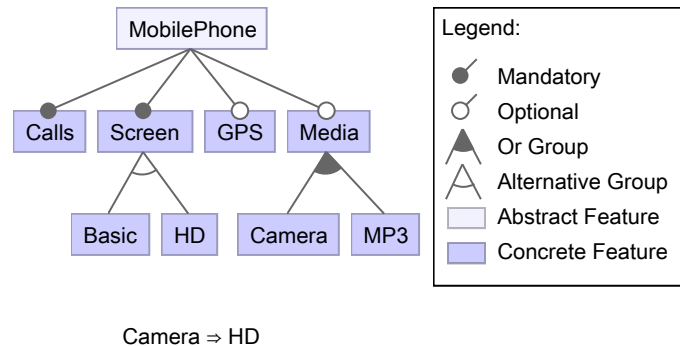 MobilePhone
Calls
Screen
GPS
Media
Basic
HD
Camera
MP3
Camera ⇒ HD
Legend:
Mandatory
Optional
Or Group
Alternative Group
Abstract Feature
Concrete Feature